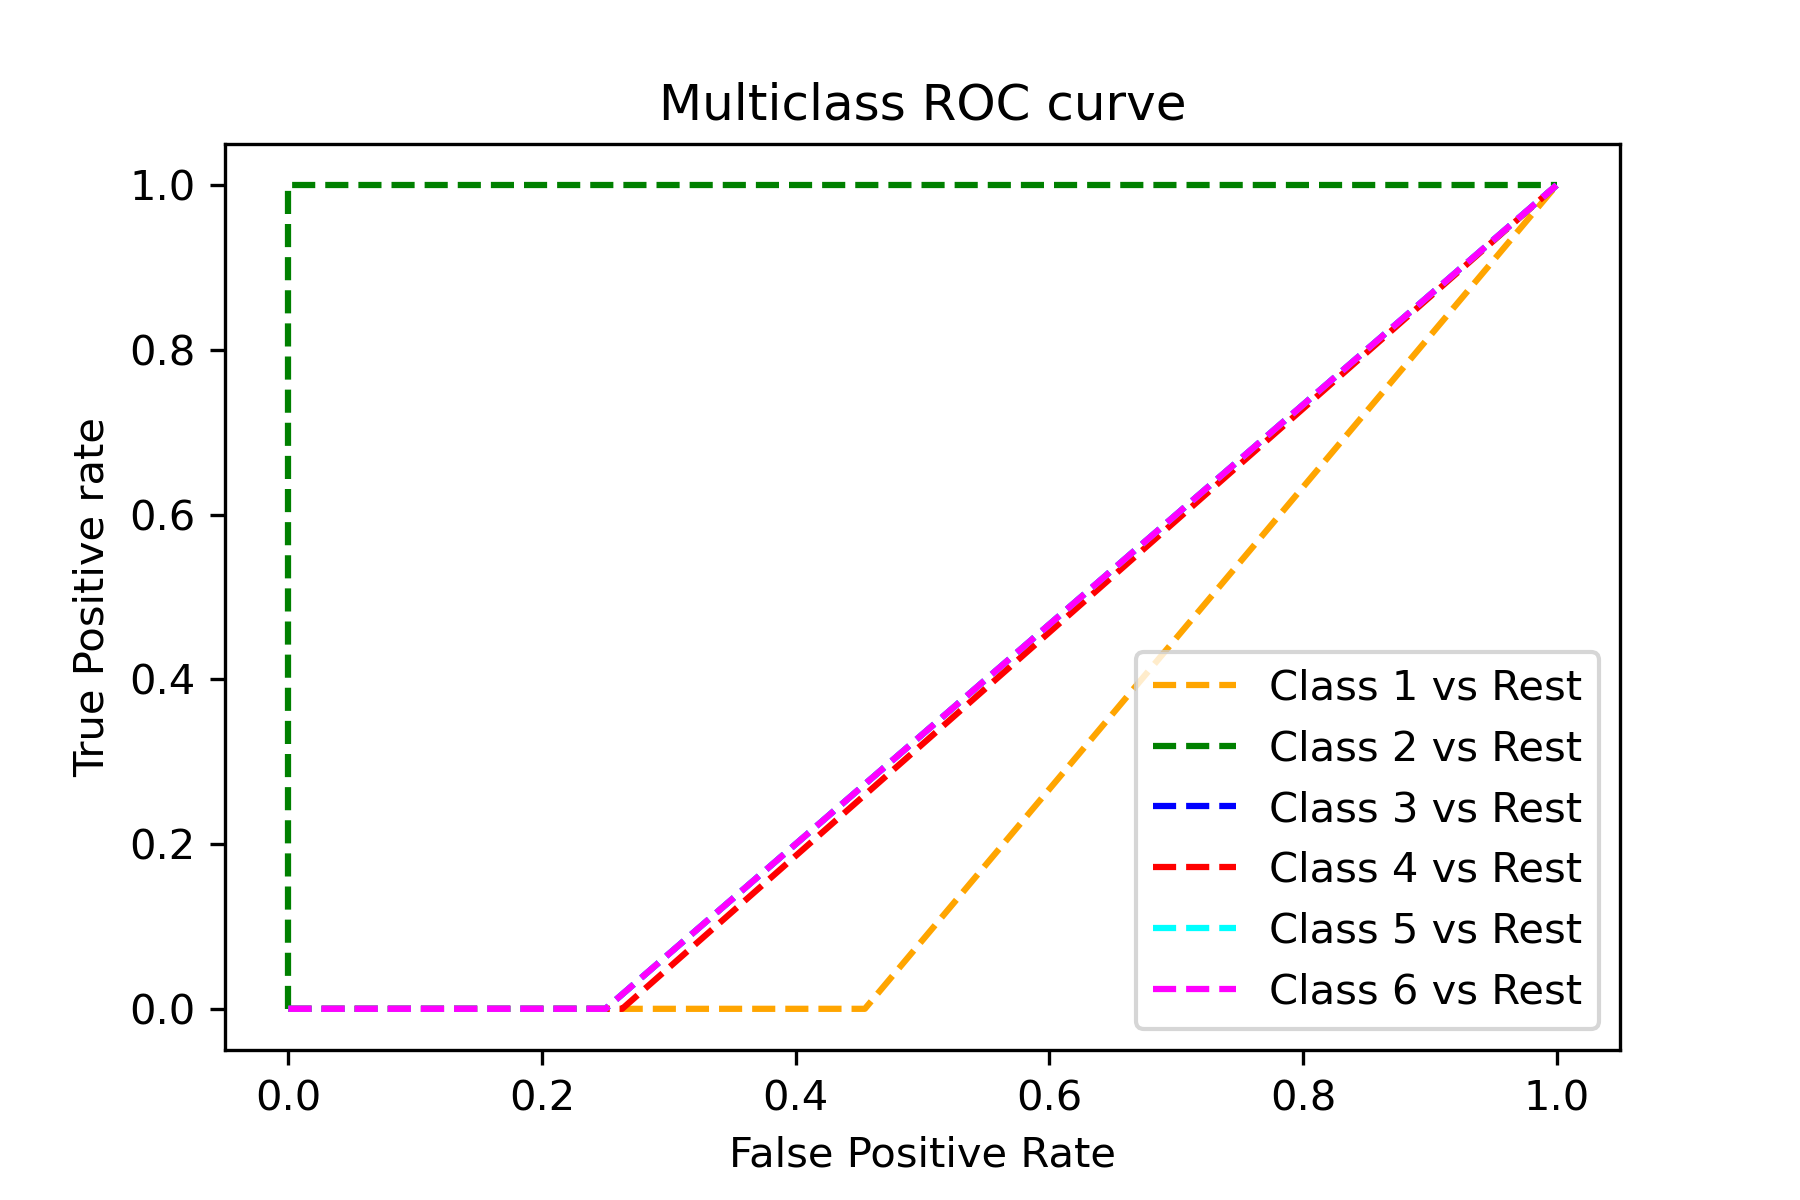 Multiclass ROC curve
1.0
0.8
0.6
0.4
0.2
0.0
True Positive rate
Class 1 vs Rest
Class 2 vs Rest
Class 3 vs Rest
Class 4 vs Rest
Class 5 vs Rest
Class 6 vs Rest
0.0 0.2 0.4 0.6 0.8 1.0
False Positive Rate